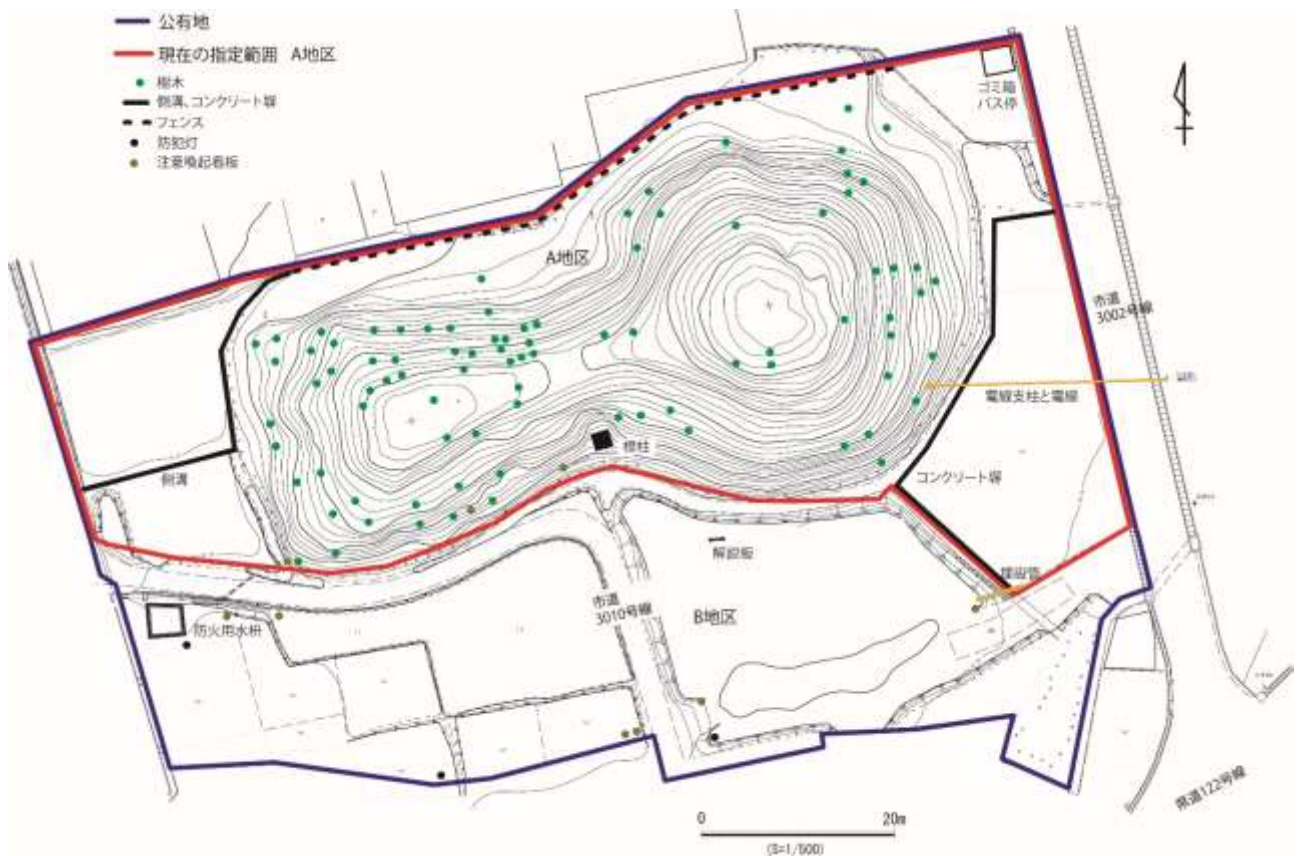 公有地
現在の指定範囲 A地区
樹木
側溝、コンクリート塀
フェンス
防犯灯
注意喚起看板
ゴミ箱
バス停
A地区
市道
3002号線
電線支柱と電線
標柱
側溝
コンクリート塀
解説板
埋設管
市道
3010号線
B地区
防火用水枡
県道122号線
0 20m
(S=1/500)